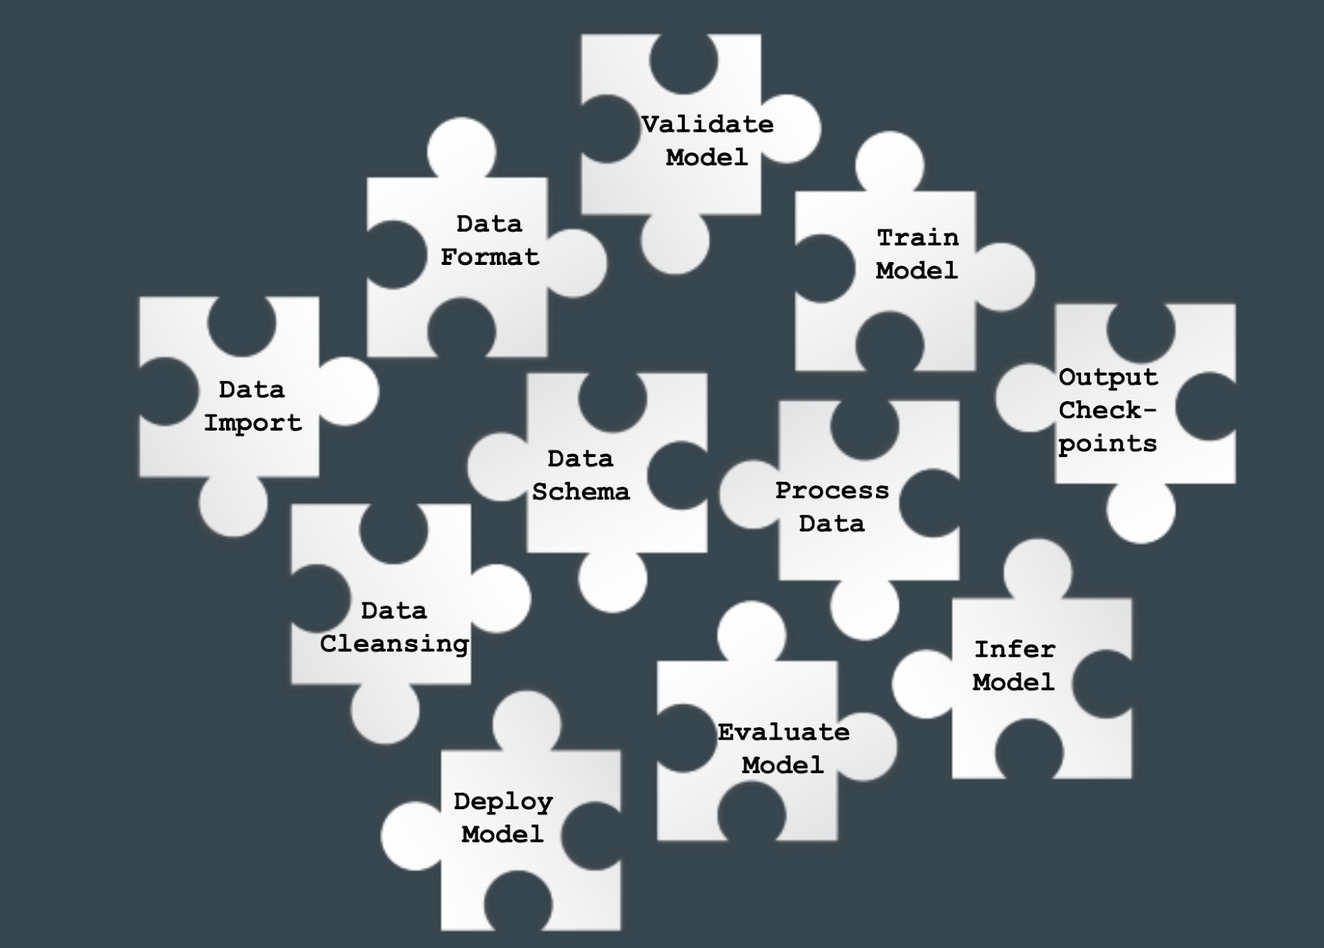 Validate
Model
Data
Format
Train
Model
Data
Import
Output
Check-
points
Data
Schema
Process
Data
Data
Cleansing
Infer
Model
Evaluate
Model
Deploy
Model